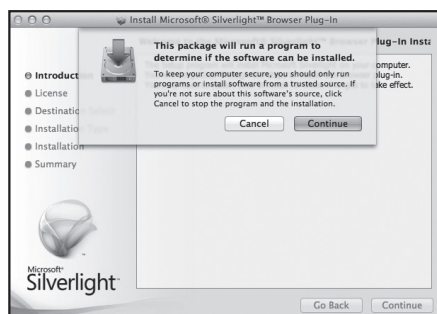 Install Microsoft® Silverlight™ Browser Plug-In
lug-In Insta
This package will run a program to
determine if the software can be installed.
To keep your computer secure, you should only run
programs or install software from a trusted source. If
you're not sure about this software's source, click
Cancel to stop the program and the installation.
Cancel
Continue
omputer.
plug-in.
ke effect.
Introduct
License
Destinatio
Installatio
Installation
Summary
Microsoft®
Silverlight™
Go Back
Continue